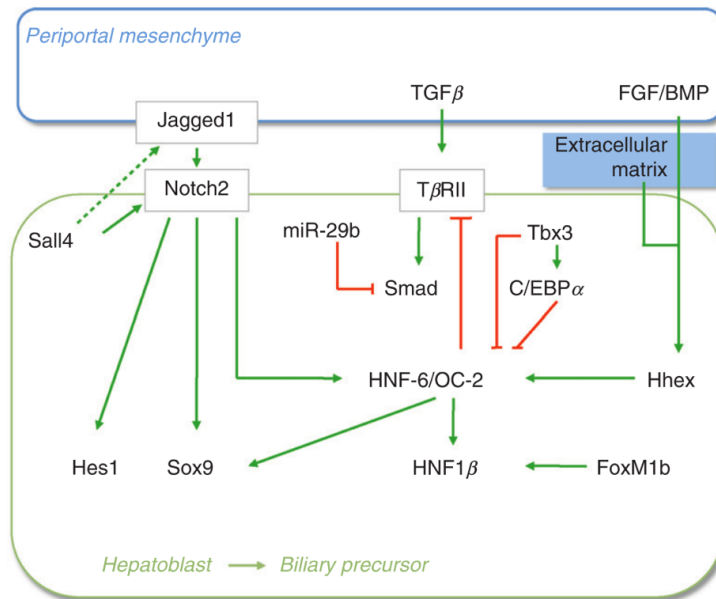 Periportal mesenchyme
TGFβ
FGF/BMP
Jagged1
Extracellular
matrix
Notch2
TβRII
Sall4
miR-29b
Tbx3
Smad
C/EBPα
HNF-6/OC-2
Hhex
Hes1
Sox9
HNF1β
FoxM1b
Hepatoblast
Biliary precursor